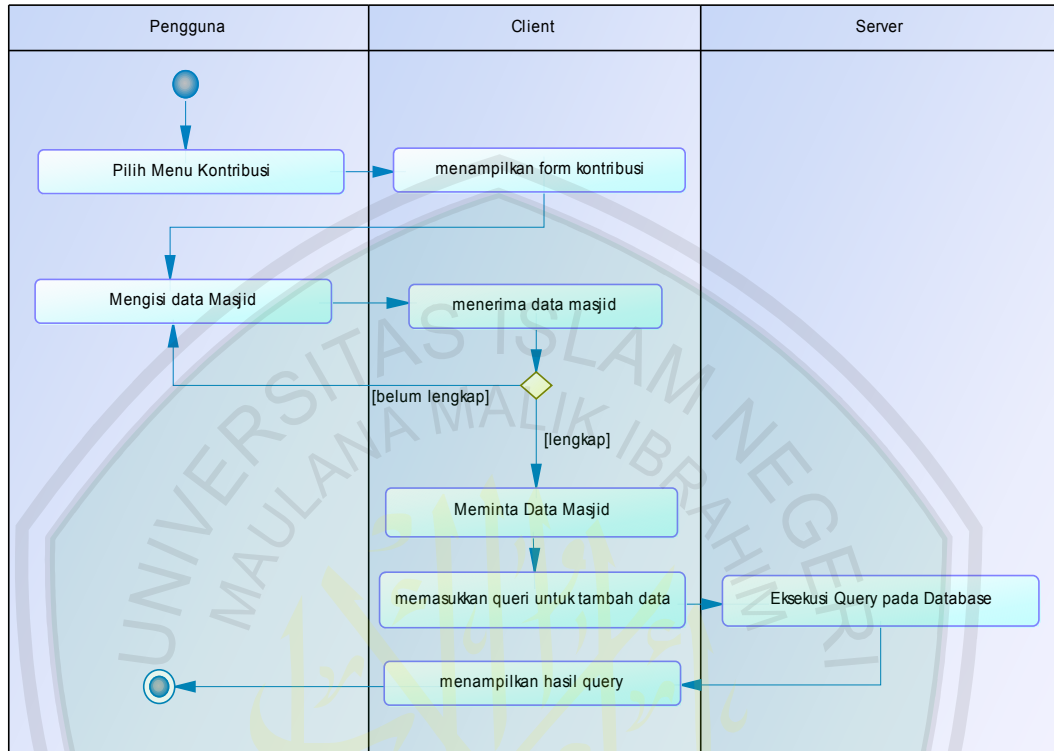 Pengguna
Client
Server
Pilih Menu Kontribusi
menampilkan form kontribusi
Mengisi data Masjid
menerima data masjid
[belum lengkap]
[lengkap]
Meminta Data Masjid
memasukkan queri untuk tambah data
Eksekusi Query pada Database
menampilkan hasil query
UNIVERSITAS ISLAM NEGERI
MAULANA MALIK IBRAHIM